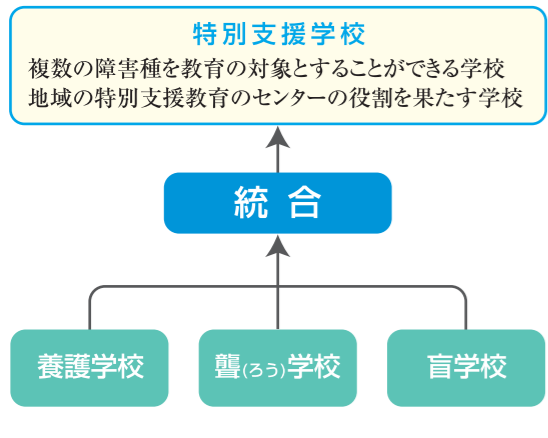 特別支援学校
複数の障害種を教育の対象とすることができる学校
地域の特別支援教育のセンターの役割を果たす学校
統合
養護学校
聾(ろう)学校
盲学校